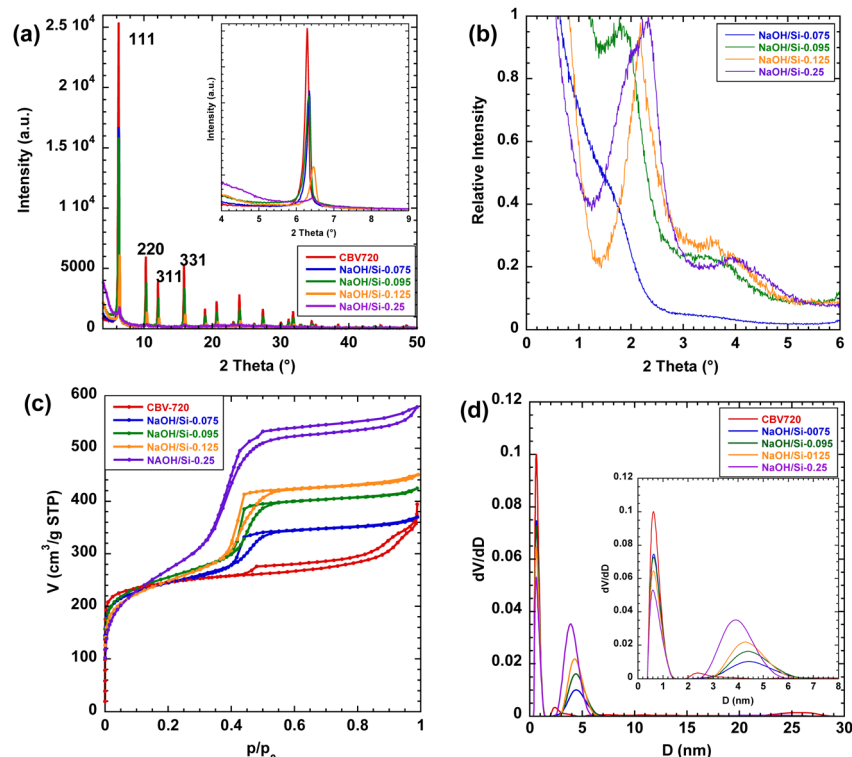 (a)
111
220
311
331
2.5 10⁴
2 10⁴
1.5 10⁴
1 10⁴
5000
0
Intensity (a.u.)
10 20 30 40 50
2 Theta (°)
Intensity (a.u.)
4 5 6 7 8 9
2 Theta (°)
CBV720
NaOH/Si-0.075
NaOH/Si-0.095
NaOH/Si-0.125
NaOH/Si-0.25
(b)
1
0.8
0.6
0.4
0.2
0
Relative Intensity
0 1 2 3 4 5 6
2 Theta (°)
NaOH/Si-0.075
NaOH/Si-0.095
NaOH/Si-0.125
NaOH/Si-0.25
(c)
600
500
400
300
200
100
0
V (cm³/g STP)
0 0.2 0.4 0.6 0.8 1
CBV-720
NaOH/Si-0.075
NaOH/Si-0.095
NaOH/Si-0.125
NAOH/Si-0.25
(d)
0.12
0.1
0.08
0.06
0.04
0.02
0
dV/dD
0 5 10 15 20 25 30
D (nm)
CBV720
NaOH/Si-0075
NaOH/Si-0.095
NaOH/Si-0125
NaOH/Si-0.25
0.12
0.1
0.08
0.06
0.04
0.02
0
dV/dD
0 1 2 3 4 5 6 7 8
D (nm)